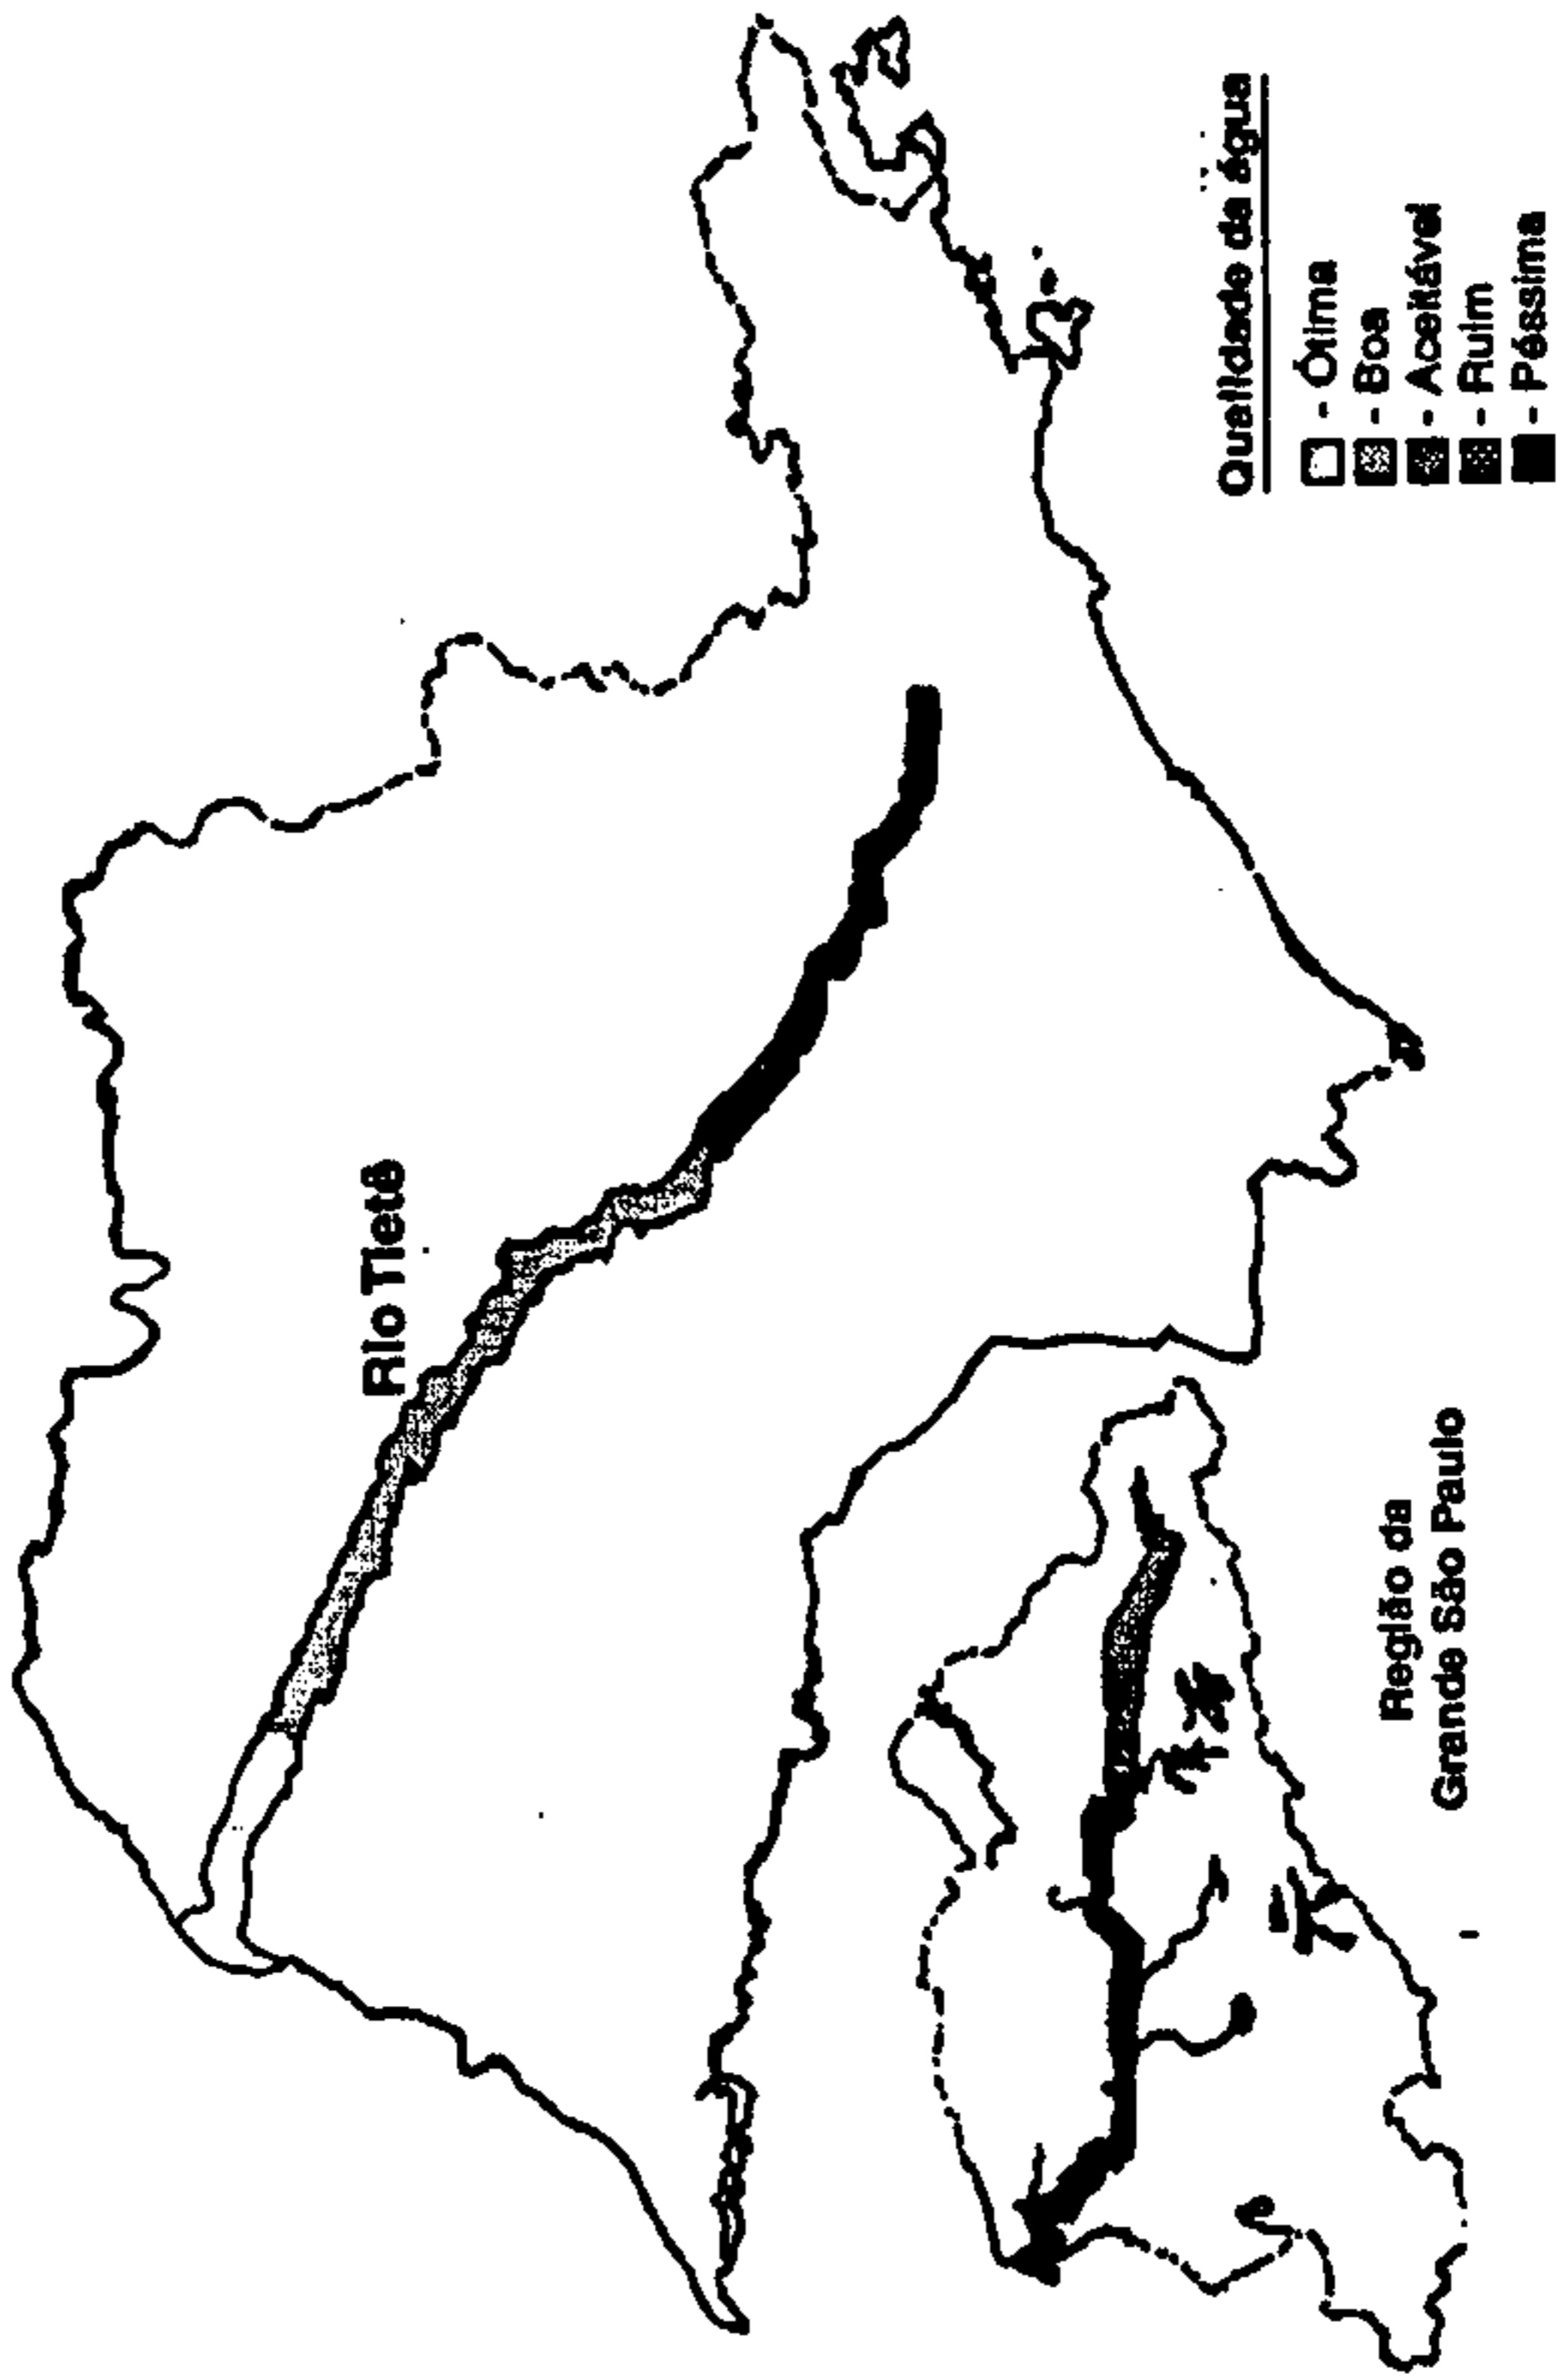 Rio Tietê
Qualidade da água
- Ótima
- Boa
- Aceitável
- Ruim
- Péssima
Região da
Grande São Paulo